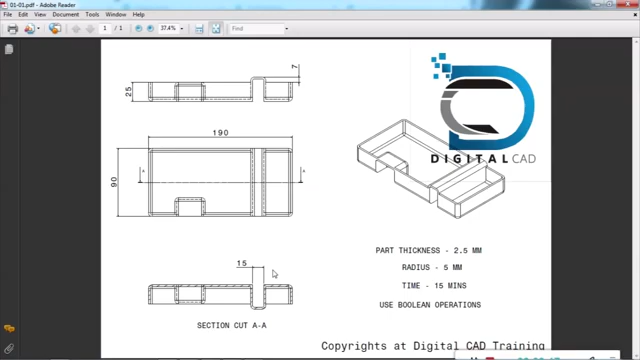 01-01.pdf - Adobe Reader
File Edit View Document Tools Window Help
1 / 1 37.4% Find
7
25
190
90
A A
15
SECTION CUT A-A
DIGITALCAD
PART THICKNESS - 2.5 MM
RADIUS - 5 MM
TIME - 15 MINS
USE BOOLEAN OPERATIONS
Copyrights at Digital CAD Training